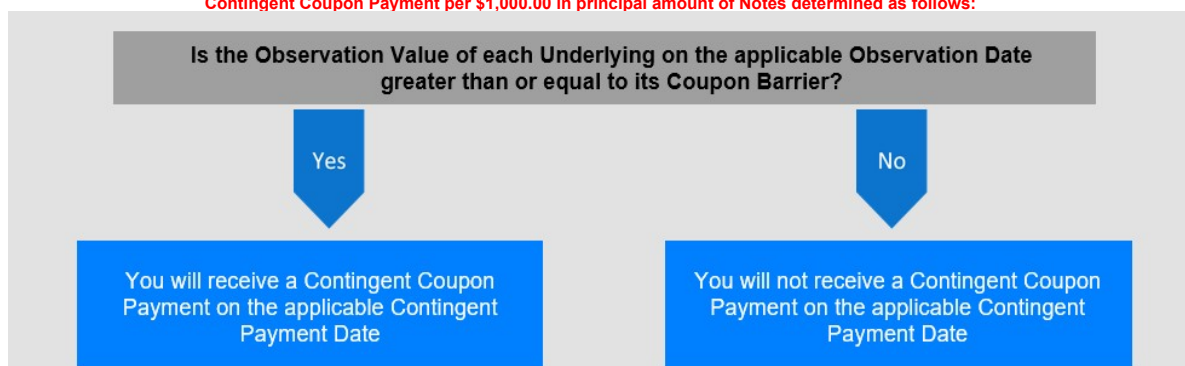 Contingent Coupon Payment per $1,000.00 in principal amount of Notes determined as follows:
Is the Observation Value of each Underlying on the applicable Observation Date
greater than or equal to its Coupon Barrier?
Yes
No
You will receive a Contingent Coupon
Payment on the applicable Contingent
Payment Date
You will not receive a Contingent Coupon
Payment on the applicable Contingent
Payment Date